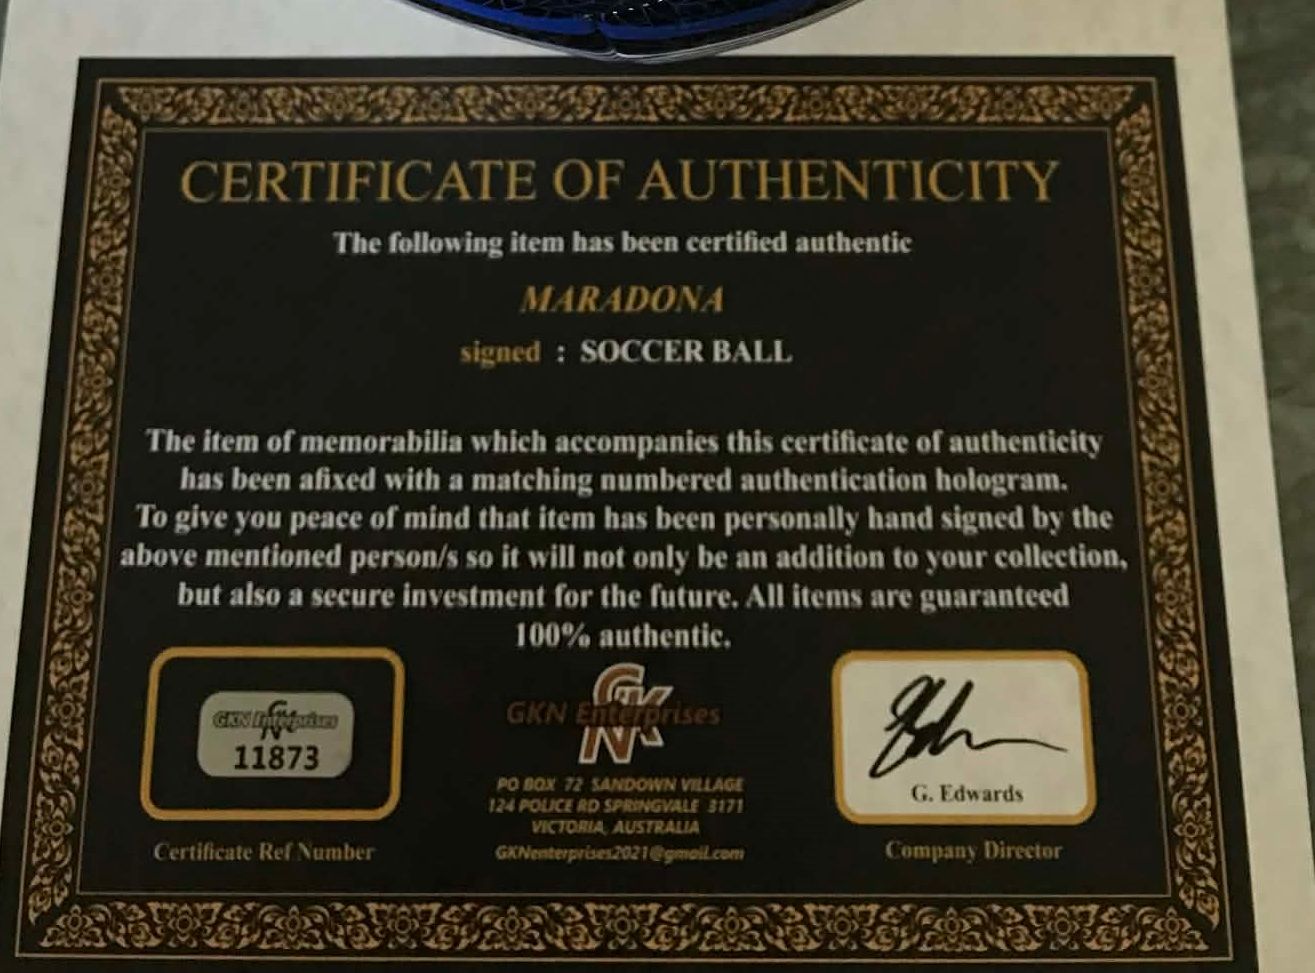 CERTIFICATE OF AUTHENTICITY
The following item has been certified authentic
MARADONA
signed : SOCCER BALL
The item of memorabilia which accompanies this certificate of authenticity
has been afixed with a matching numbered authentication hologram.
To give you peace of mind that item has been personally hand signed by the
above mentioned person/s so it will not only be an addition to your collection,
but also a secure investment for the future. All items are guaranteed
100% authentic.
GKN Enterprises
11873
Certificate Ref Number
GKN
GKN Enterprises
PO BOX 72 SANDOWN VILLAGE
124 POLICE RD SPRINGVALE 3171
VICTORIA, AUSTRALIA
GKNenterprises2021@gmail.com
G. Edwards
Company Director